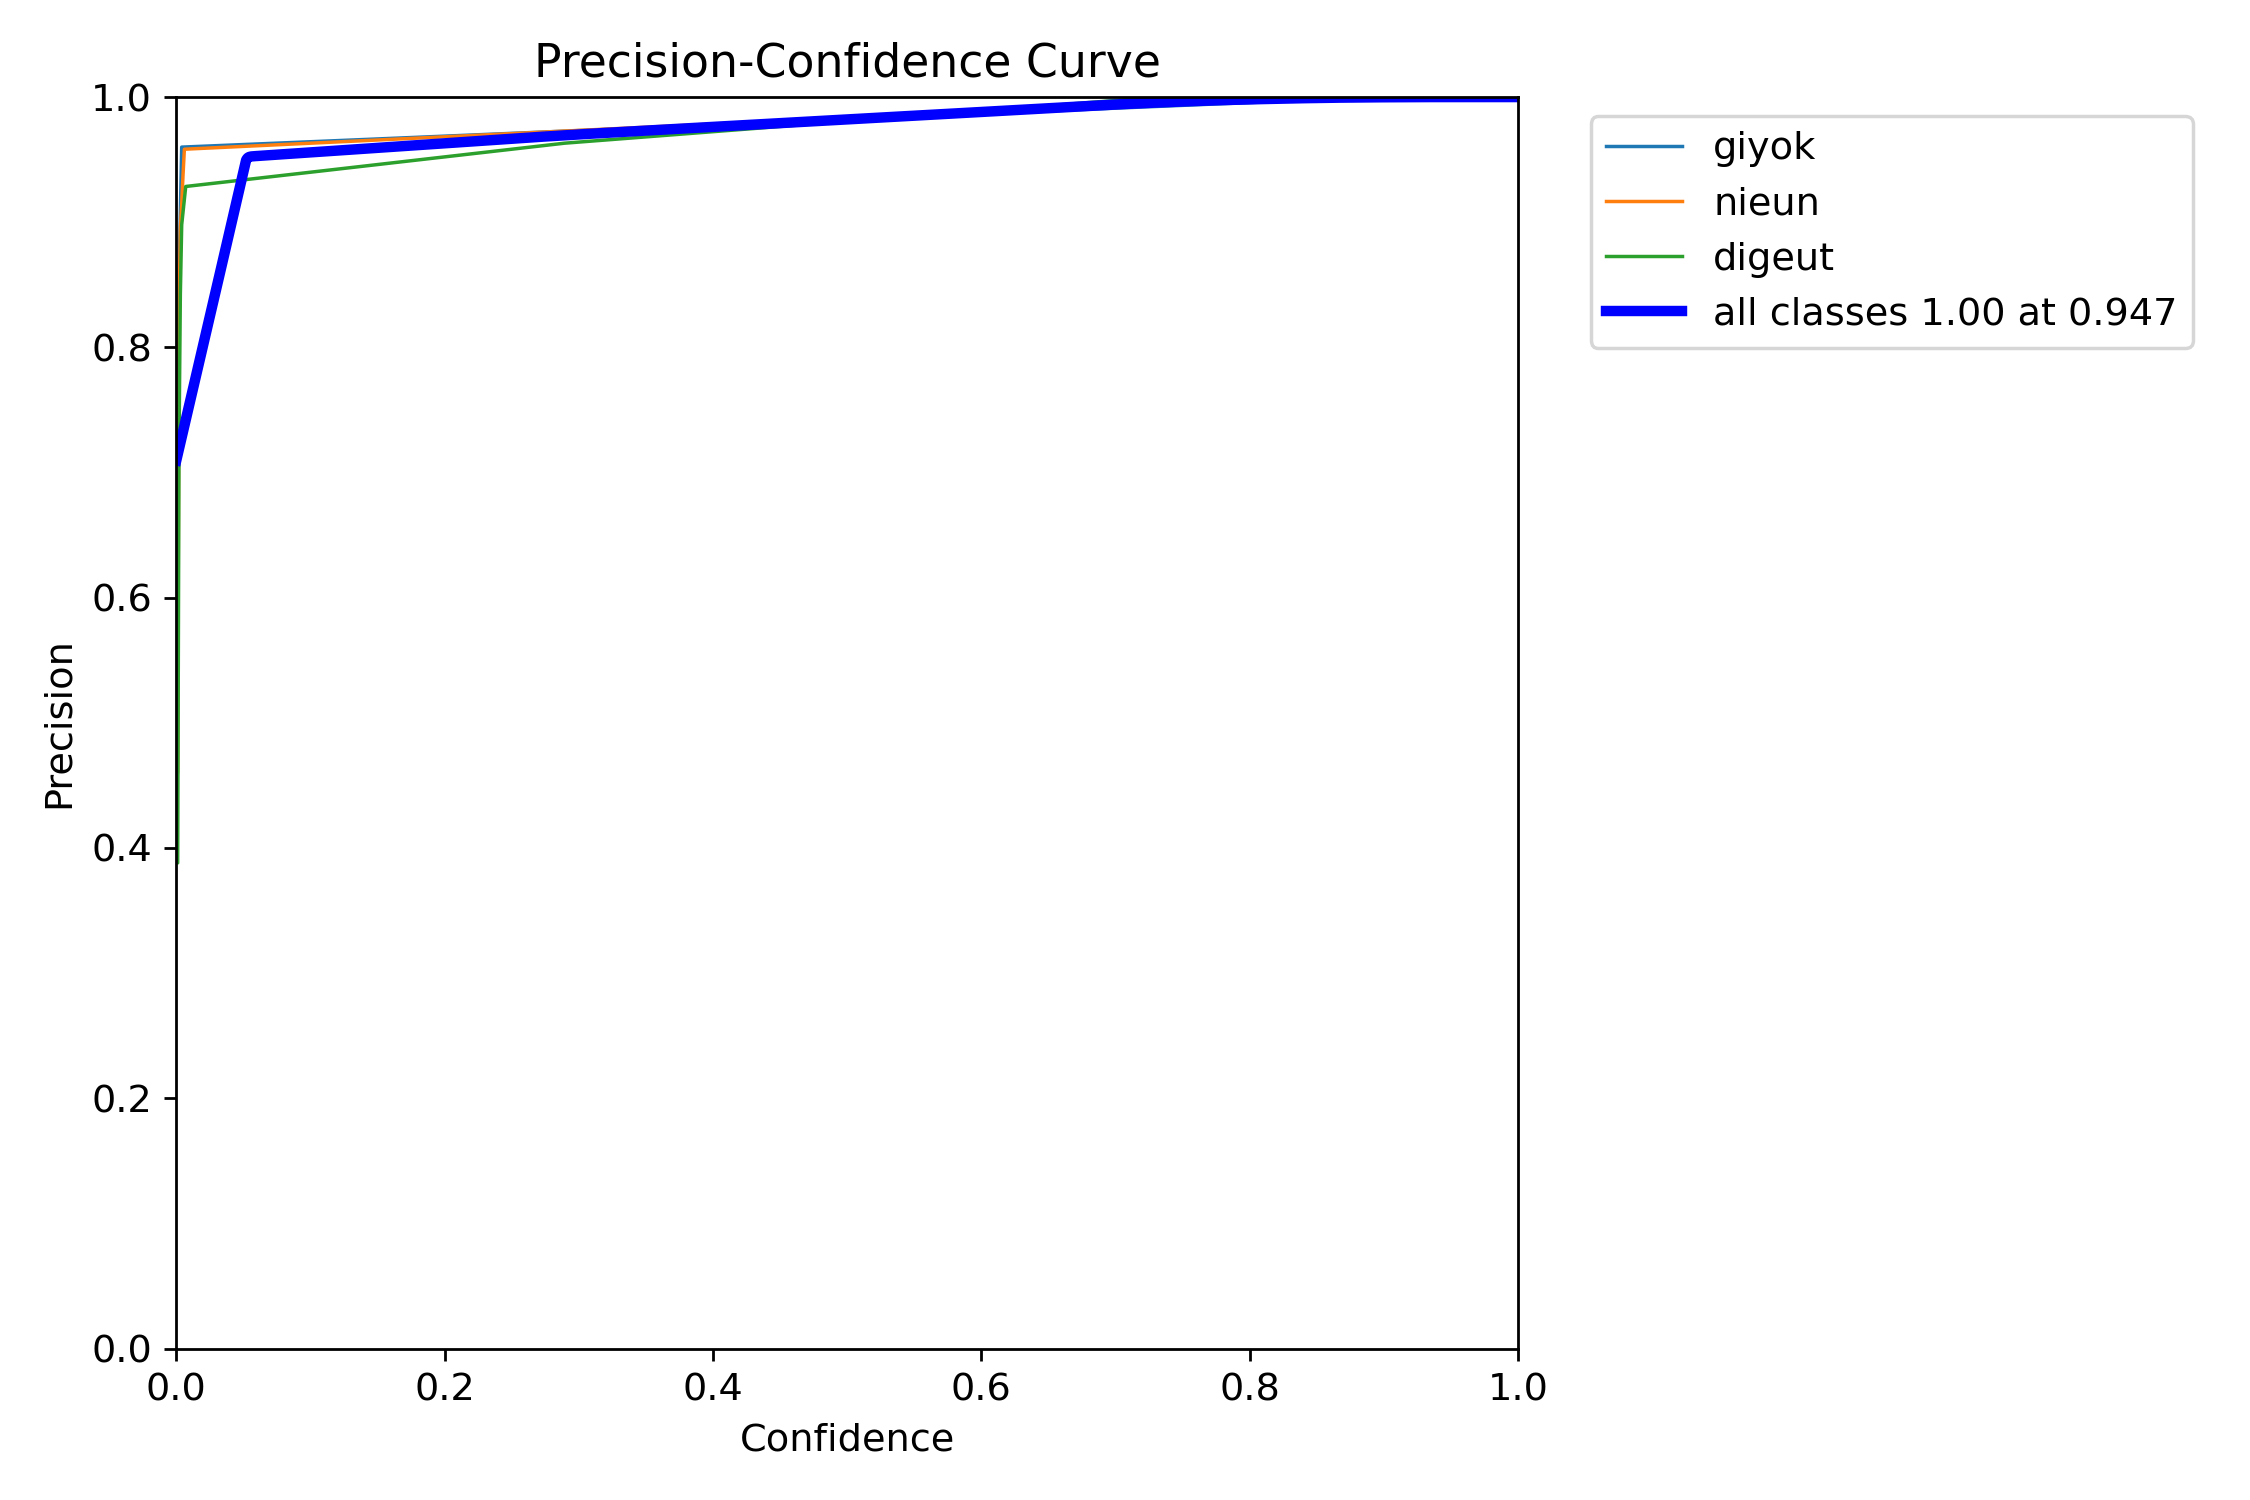 Precision-Confidence Curve
1.0
0.8
0.6
0.4
0.2
0.0
Precision
0.0 0.2 0.4 0.6 0.8 1.0
Confidence
giyok
nieun
digeut
all classes 1.00 at 0.947